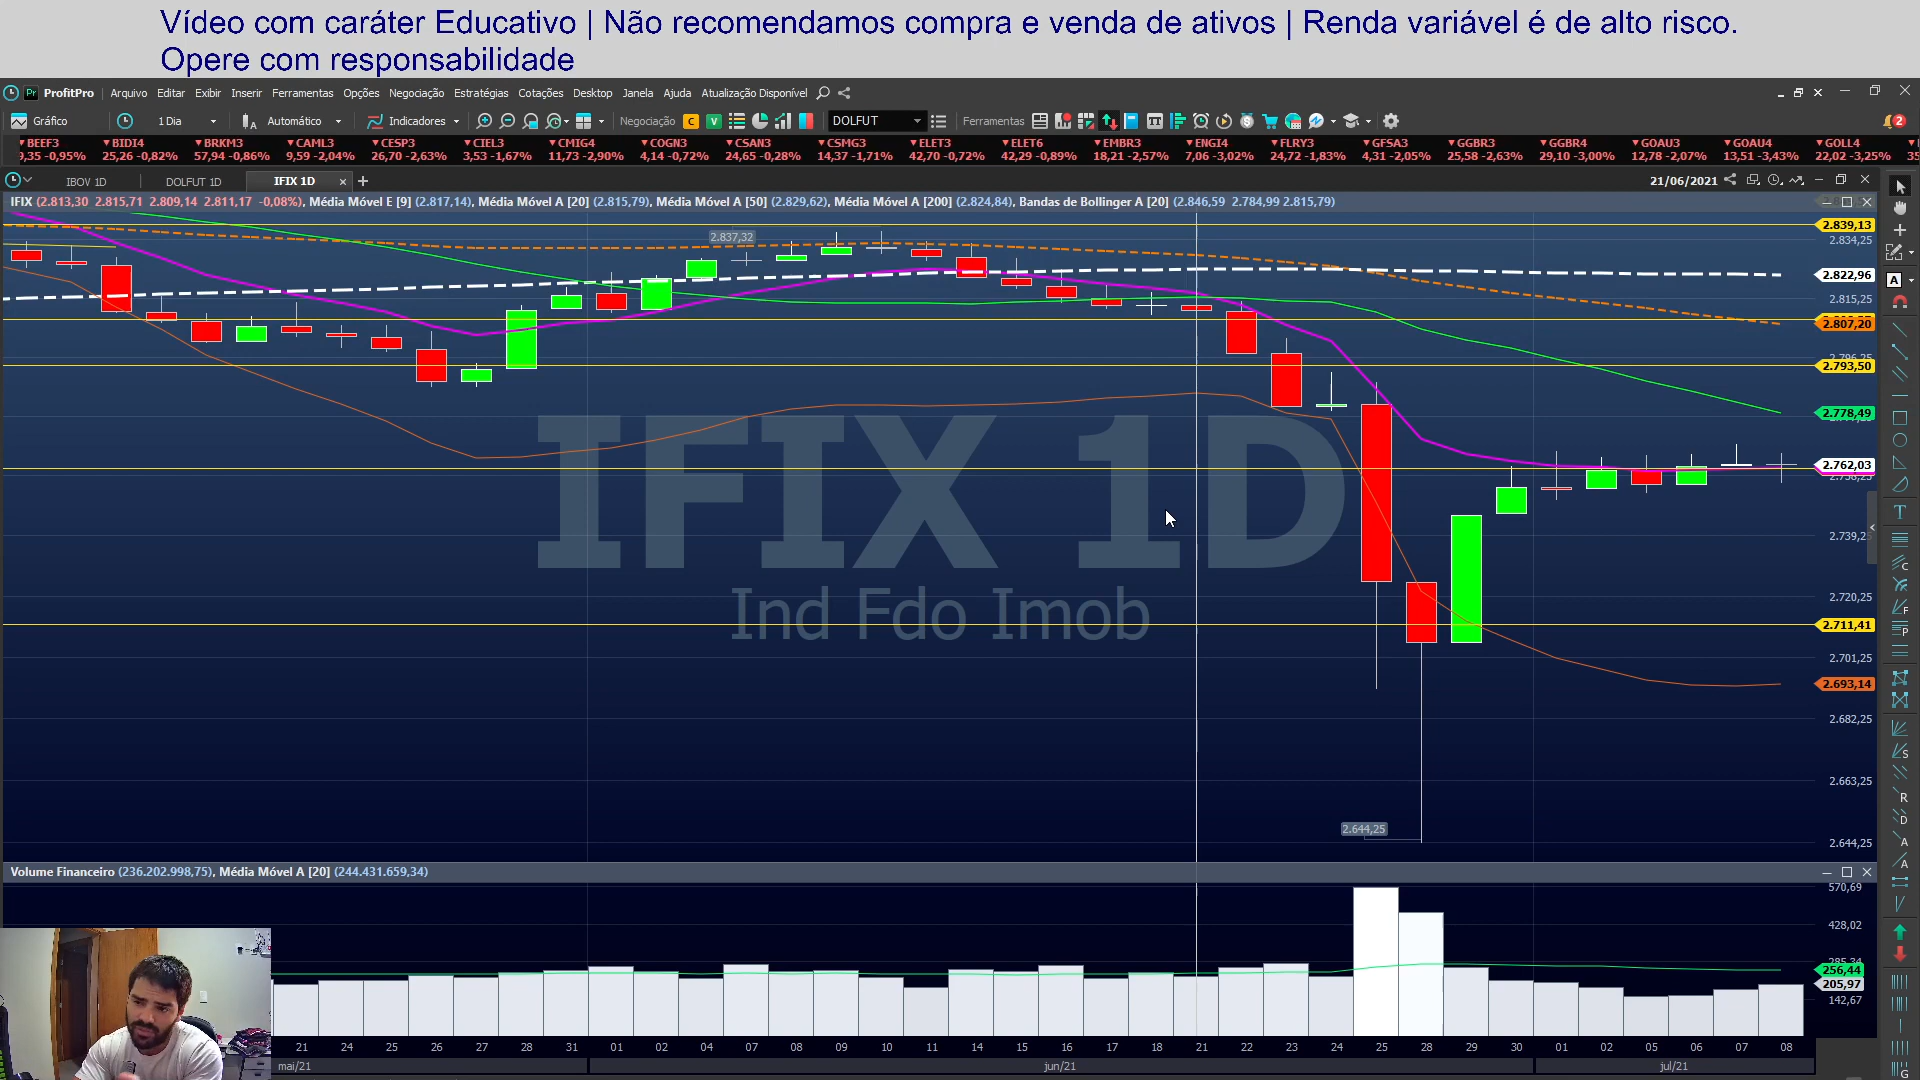 Vídeo com caráter Educativo | Não recomendamos compra e venda de ativos | Renda variável é de alto risco.
Opere com responsabilidade
ProfitPro Arquivo Editar Exibir Inserir Ferramentas Opções Negociação Estratégias Cotações Desktop Janela Ajuda Atualização Disponível
Gráfico 1 Dia Automático Indicadores Negociação C V DOLFUT Ferramentas 2
BEEF3 BIDI4 BRKM3 CAML3 CESP3 CIEL3 CMIG4 COGN3 CSAN3 CSMG3 ELET3 ELET6 EMBR3 ENGI4 FLRY3 GFSA3 GGBR3 GGBR4 GOAU3 GOAU4 GOLL4
9,35 -0,95% 25,26 -0,82% 57,94 -0,86% 9,59 -2,04% 26,70 -2,63% 3,53 -1,67% 11,73 -2,90% 4,14 -0,72% 24,65 -0,28% 14,37 -1,71% 42,70 -0,72% 42,29 -0,89% 18,21 -2,57% 7,06 -3,02% 24,72 -1,83% 4,31 -2,05% 25,58 -2,63% 29,10 -3,00% 12,78 -2,07% 13,51 -3,43% 22,02 -3,25%
IBOV 1D DOLFUT 1D IFIX 1D 21/06/2021
IFIX (2.813,30 2.815,71 2.809,14 2.811,17 -0,08%), Média Móvel E [9] (2.817,14), Média Móvel A [20] (2.815,79), Média Móvel A [50] (2.829,62), Média Móvel A [200] (2.824,84), Bandas de Bollinger A [20] (2.846,59 2.784,99 2.815,79)
2.839,13
2.837,32
2.834,25
2.822,96
2.815,25
2.807,20
2.793,50
2.778,49
2.762,03
2.739,25
2.720,25
2.711,41
2.701,25
2.693,14
2.682,25
2.663,25
2.644,25
2.644,25
IFIX 1D
Ind Fdo Imob
Volume Financeiro (236.202.998,75), Média Móvel A [20] (244.431.659,34)
570,69
428,02
256,44
205,97
142,67
21 24 25 26 27 28 31 01 02 04 07 08 09 10 11 14 15 16 17 18 21 22 23 24 25 28 29 30 01 02 05 06 07 08
mai/21 jun/21 jul/21